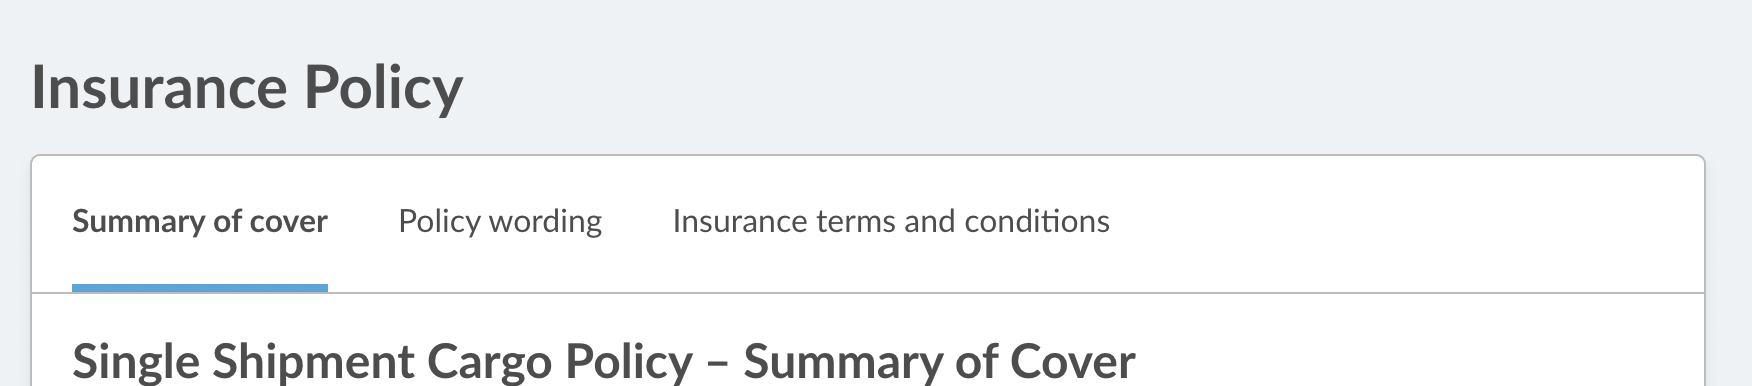 Insurance Policy
Summary of cover Policy wording Insurance terms and conditions
Single Shipment Cargo Policy – Summary of Cover